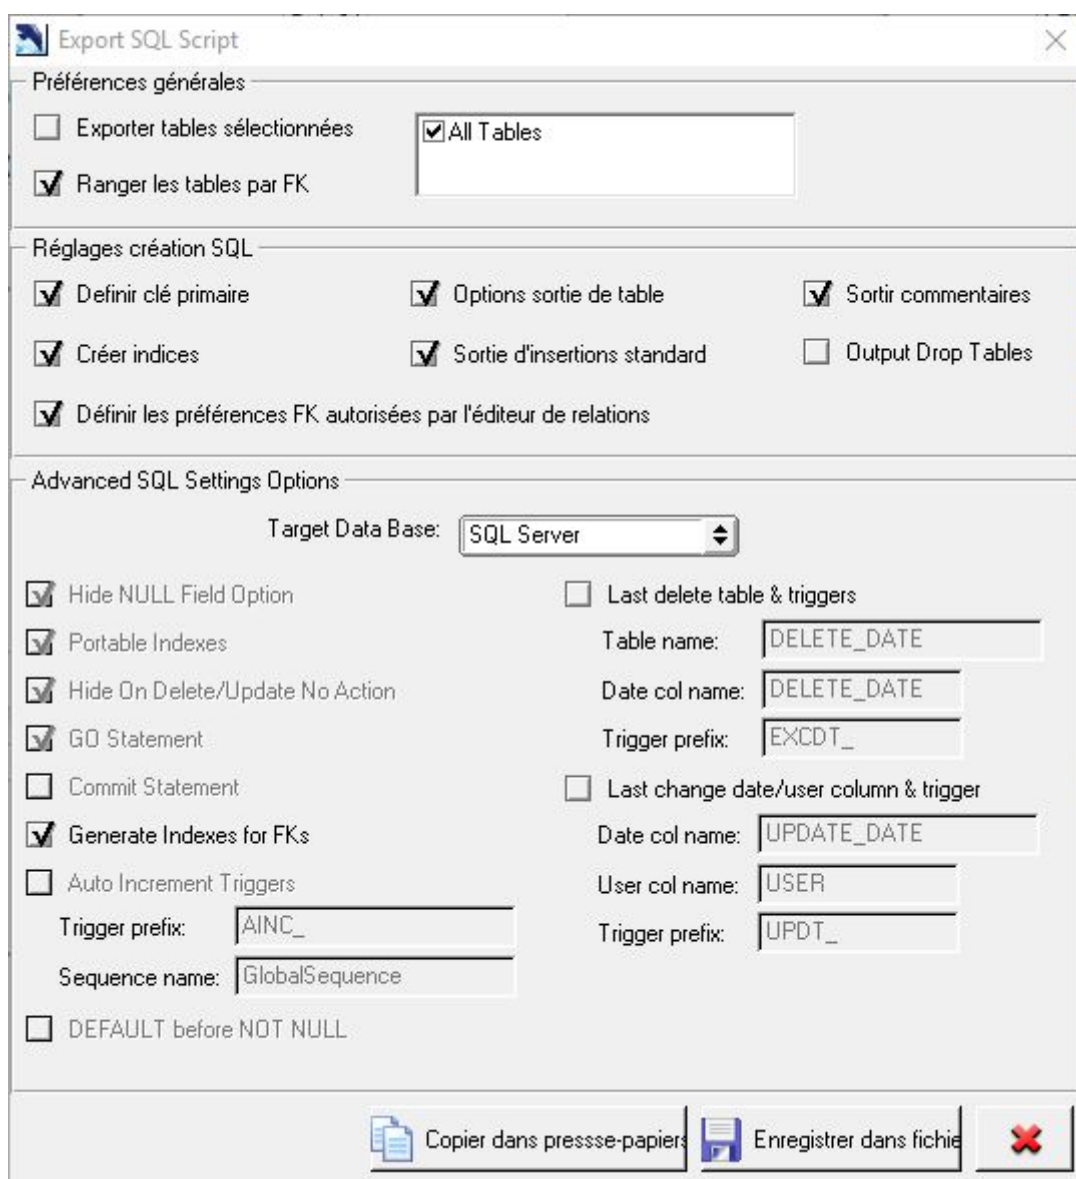 Export SQL Script
Préférences générales
Exporter tables sélectionnées
All Tables
Ranger les tables par FK
Réglages création SQL
Definir clé primaire
Options sortie de table
Sortir commentaires
Créer indices
Sortie d'insertions standard
Output Drop Tables
Définir les préférences FK autorisées par l'éditeur de relations
Advanced SQL Settings Options
Target Data Base:
SQL Server
Hide NULL Field Option
Portable Indexes
Hide On Delete/Update No Action
GO Statement
Commit Statement
Generate Indexes for FKs
Auto Increment Triggers
Trigger prefix:
AINC_
Sequence name:
GlobalSequence
DEFAULT before NOT NULL
Last delete table & triggers
Table name:
DELETE_DATE
Date col name:
DELETE_DATE
Trigger prefix:
EXCDT_
Last change date/user column & trigger
Date col name:
UPDATE_DATE
User col name:
USER
Trigger prefix:
UPDT_
Copier dans pressse-papiers
Enregistrer dans fichie